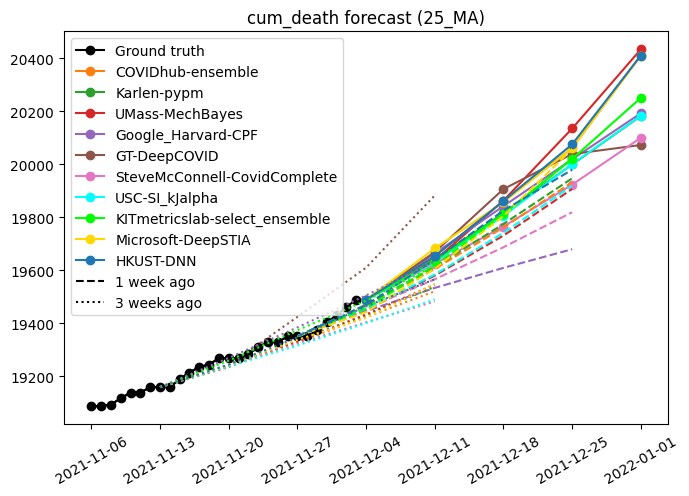 cum_death forecast (25_MA)
20400
20200
20000
19800
19600
19400
19200
Ground truth
COVIDhub-ensemble
Karlen-pypm
UMass-MechBayes
Google_Harvard-CPF
GT-DeepCOVID
SteveMcConnell-CovidComplete
USC-SI_kJalpha
KITmetricslab-select_ensemble
Microsoft-DeepSTIA
HKUST-DNN
1 week ago
3 weeks ago
2021-11-06
2021-11-13
2021-11-20
2021-11-27
2021-12-04
2021-12-11
2021-12-18
2021-12-25
2022-01-01